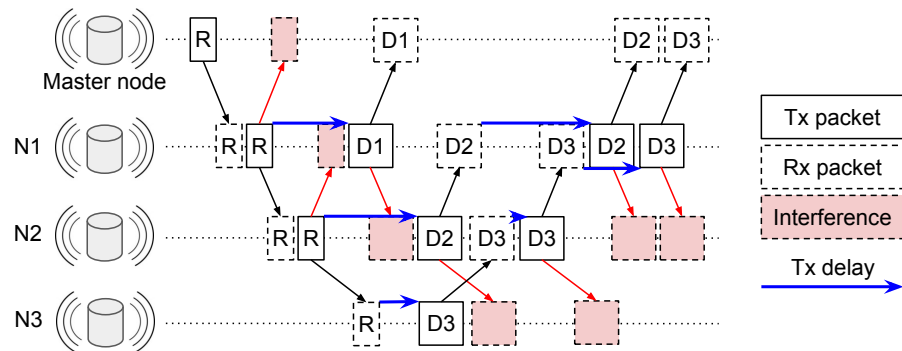 R D1 D2 D3
Master node
N1 R R D1 D2 D3 D2 D3
N2 R R D2 D3 D3
N3 R D3
Tx packet
Rx packet
Interference
Tx delay